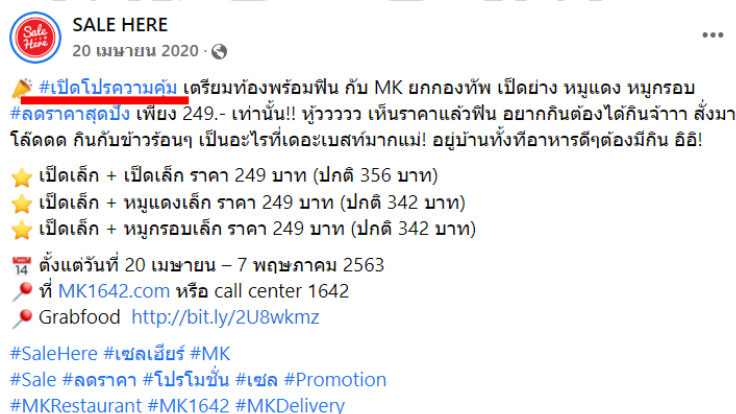 SALE HERE
20 เมษายน 2020
#เปิดโปรความคุ้ม เตรียมท้องพร้อมฟิน กับ MK ยกกองทัพ เป็ดย่าง หมูแดง หมูกรอบ
#ลดราคาสุดปัง เพียง 249.- เท่านั้น!! หู้ววววว เห็นราคาแล้วฟิน อยากกินต้องได้กินจ้าาา สั่งมา
โล๊ดดด กินกับข้าวร้อนๆ เป็นอะไรที่เดอะเบสท์มากแม่! อยู่บ้านทั้งทีอาหารดีๆต้องมีกิน อิอิ!
เป็ดเล็ก + เป็ดเล็ก ราคา 249 บาท (ปกติ 356 บาท)
เป็ดเล็ก + หมูแดงเล็ก ราคา 249 บาท (ปกติ 342 บาท)
เป็ดเล็ก + หมูกรอบเล็ก ราคา 249 บาท (ปกติ 342 บาท)
ตั้งแต่วันที่ 20 เมษายน – 7 พฤษภาคม 2563
ที่ MK1642.com หรือ call center 1642
Grabfood http://bit.ly/2U8wkmz
#SaleHere #เซลเฮียร์ #MK
#Sale #ลดราคา #โปรโมชั่น #เซล #Promotion
#MKRestaurant #MK1642 #MKDelivery